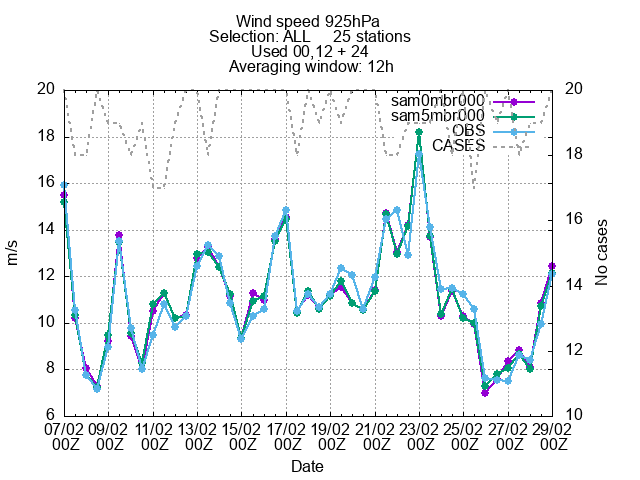 Wind speed 925hPa
Selection: ALL 25 stations
Used 00,12 + 24
Averaging window: 12h
sam0mbr000
sam5mbr000
OBS
CASES
20
18
16
14
12
10
8
6
m/s
20
18
16
14
12
10
No cases
07/02 09/02 11/02 13/02 15/02 17/02 19/02 21/02 23/02 25/02 27/02 29/02
00Z 00Z 00Z 00Z 00Z 00Z 00Z 00Z 00Z 00Z 00Z 00Z
Date